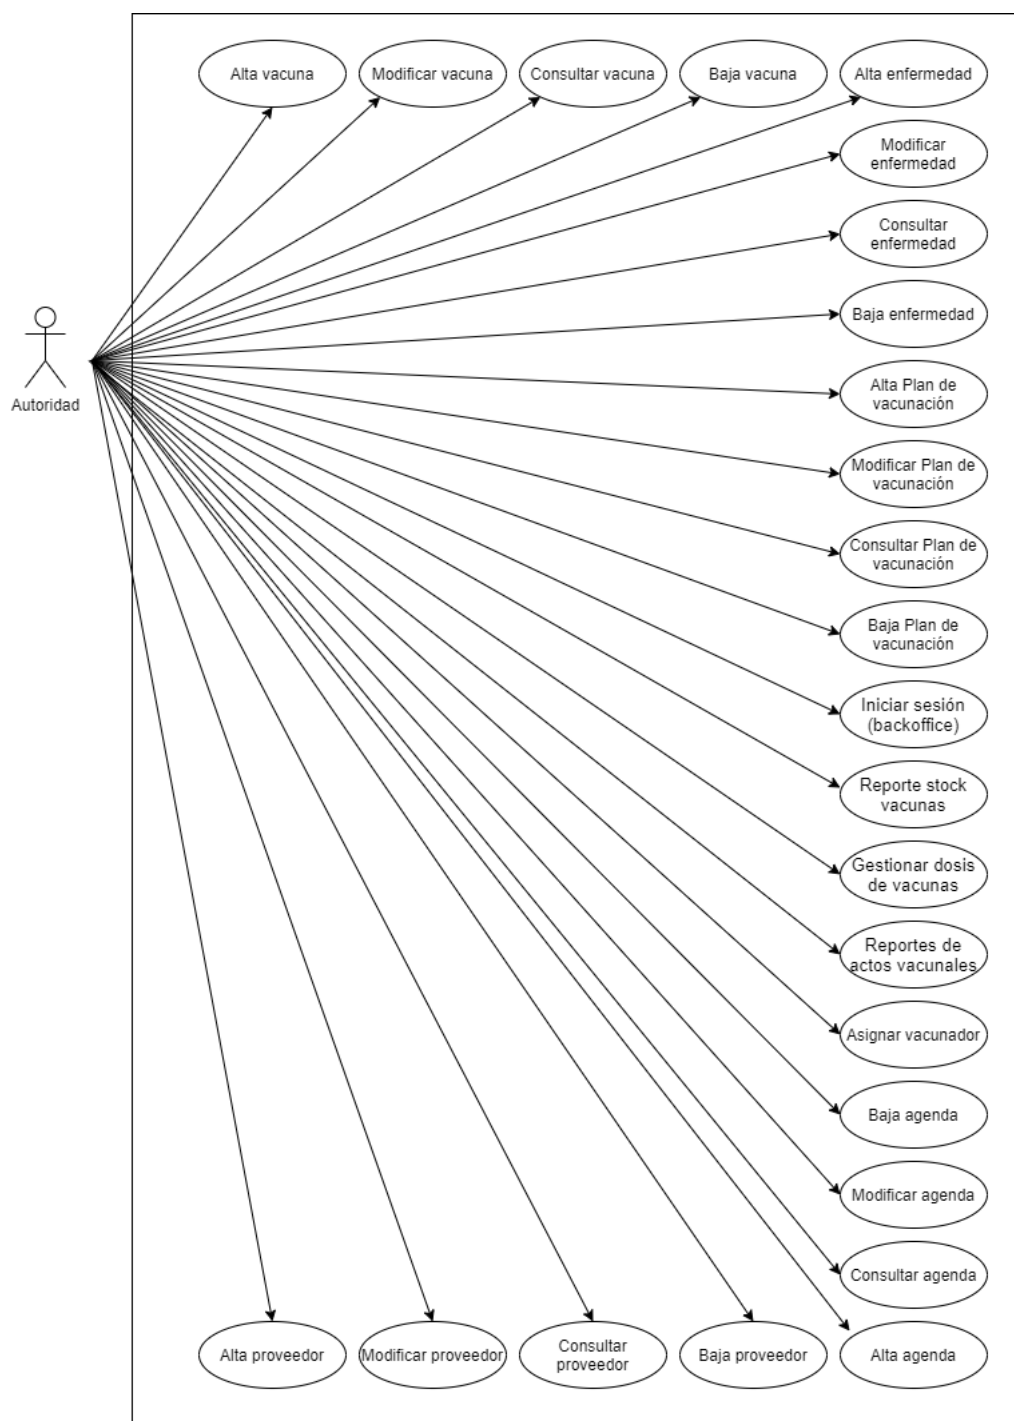 Alta vacuna
Modificar vacuna
Consultar vacuna
Baja vacuna
Alta enfermedad
Modificar
enfermedad
Consultar
enfermedad
Baja enfermedad
Autoridad
Alta Plan de
vacunación
Modificar Plan de
vacunación
Consultar Plan de
vacunación
Baja Plan de
vacunación
Iniciar sesión
(backoffice)
Reporte stock
vacunas
Gestionar dosis
de vacunas
Reportes de
actos vacunales
Asignar vacunador
Baja agenda
Modificar agenda
Consultar agenda
Alta proveedor
Modificar proveedor
Consultar
proveedor
Baja proveedor
Alta agenda